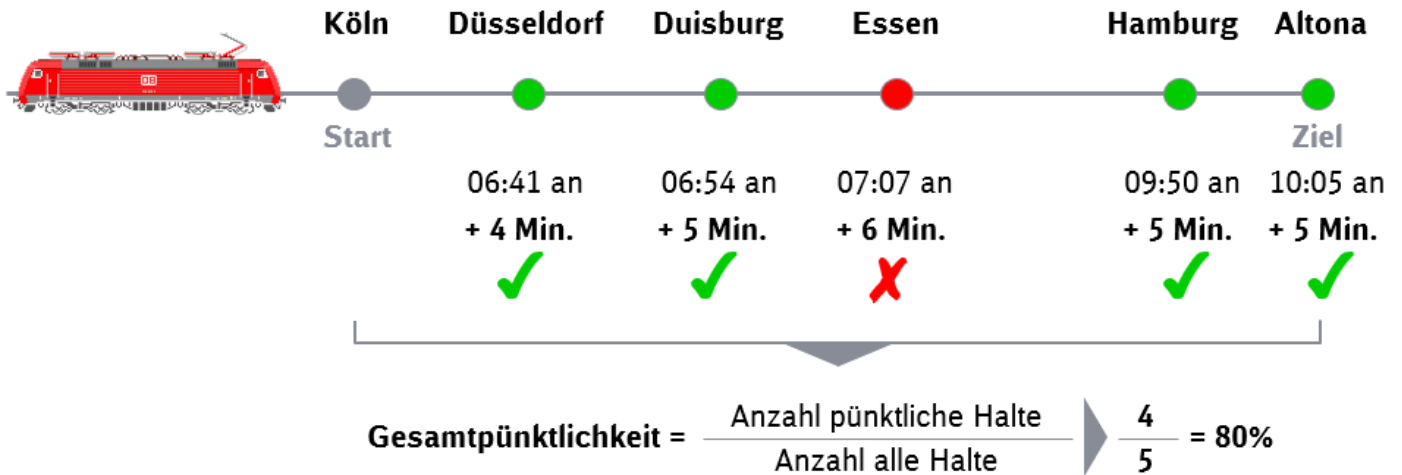 Köln Düsseldorf Duisburg Essen Hamburg Altona
DB
Start Ziel
06:41 an 06:54 an 07:07 an 09:50 an 10:05 an
+ 4 Min. + 5 Min. + 6 Min. + 5 Min. + 5 Min.
Gesamtpünktlichkeit = Anzahl pünktliche Halte 4 = 80%
Anzahl alle Halte 5